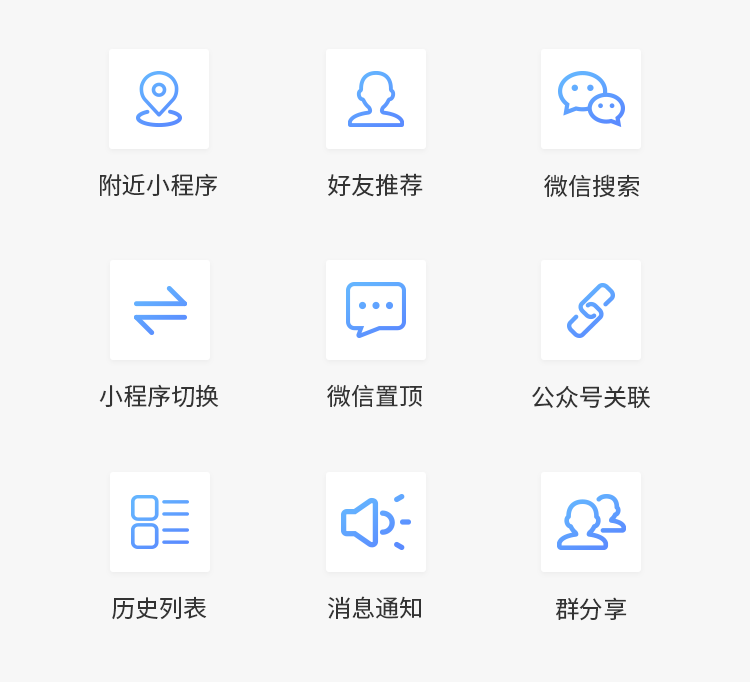 附近小程序
好友推荐
微信搜索
小程序切换
微信置顶
公众号关联
历史列表
消息通知
群分享